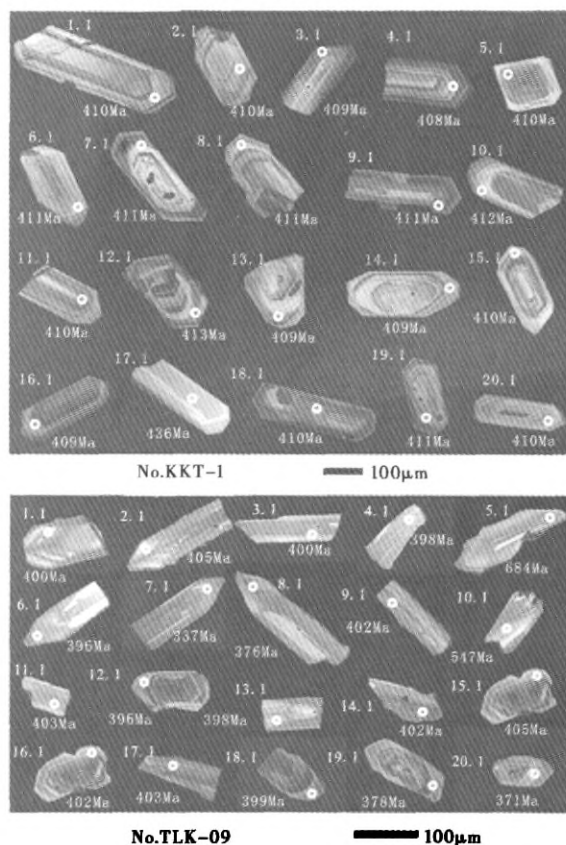 1.1 2.1 3.1 4.1 5.1
410Ma 410Ma 409Ma 408Ma 410Ma
6.1 7.1 8.1 9.1 10.1
411Ma 411Ma 411Ma 411Ma 412Ma
11.1 12.1 13.1 14.1 15.1
410Ma 413Ma 409Ma 409Ma 410Ma
16.1 17.1 18.1 19.1 20.1
409Ma 436Ma 410Ma 411Ma 410Ma
No.KKT-1 100μm
1.1 2.1 3.1 4.1 5.1
400Ma 405Ma 400Ma 398Ma 684Ma
6.1 7.1 8.1 9.1 10.1
396Ma 337Ma 376Ma 402Ma 547Ma
11.1 12.1 13.1 14.1 15.1
403Ma 396Ma 398Ma 402Ma 405Ma
16.1 17.1 18.1 19.1 20.1
402Ma 403Ma 399Ma 378Ma 371Ma
No.TLK-09 100μm